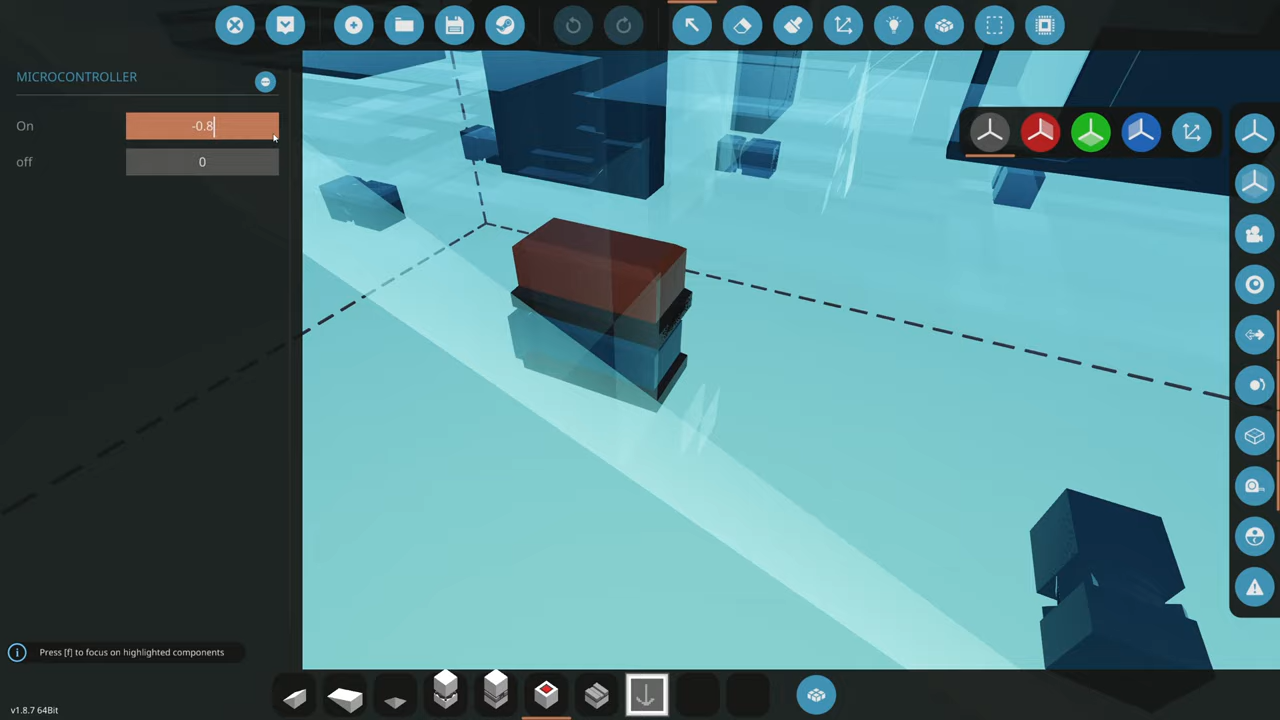 MICROCONTROLLER
On
-0.8
off
0
Press [f] to focus on highlighted components
v1.8.7 64Bit